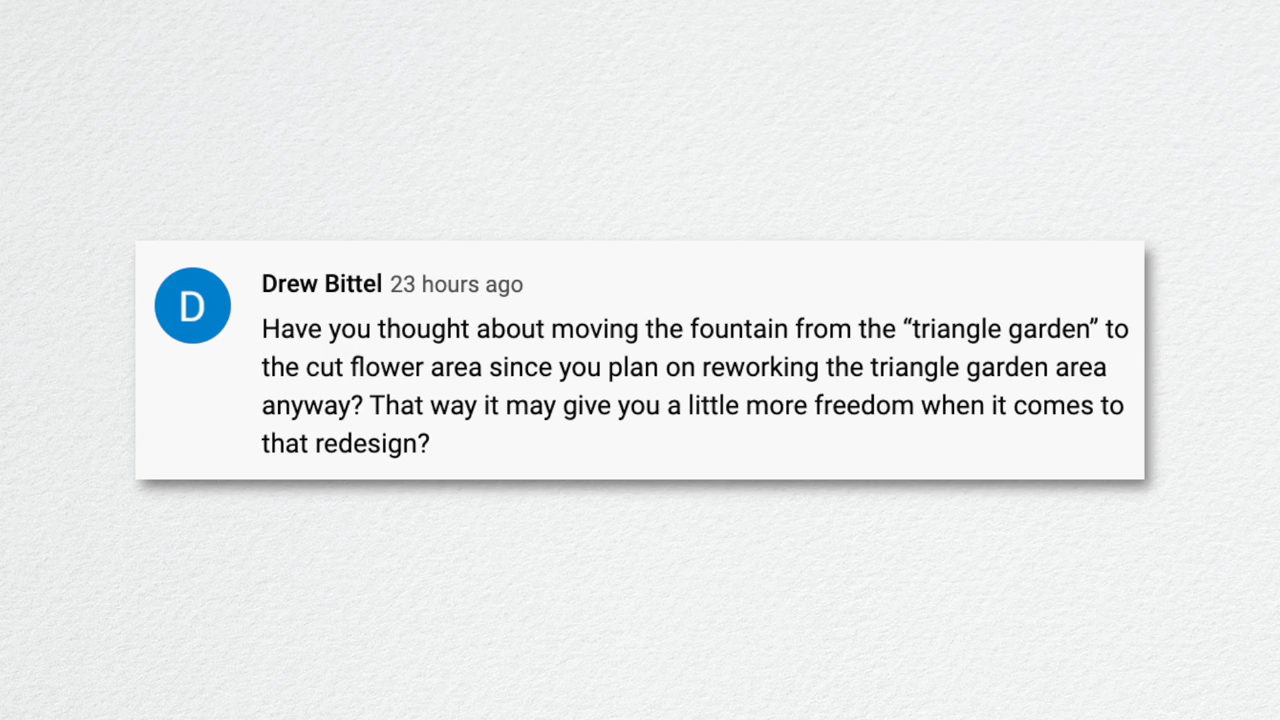 D
Drew Bittel 23 hours ago
Have you thought about moving the fountain from the “triangle garden” to
the cut flower area since you plan on reworking the triangle garden area
anyway? That way it may give you a little more freedom when it comes to
that redesign?